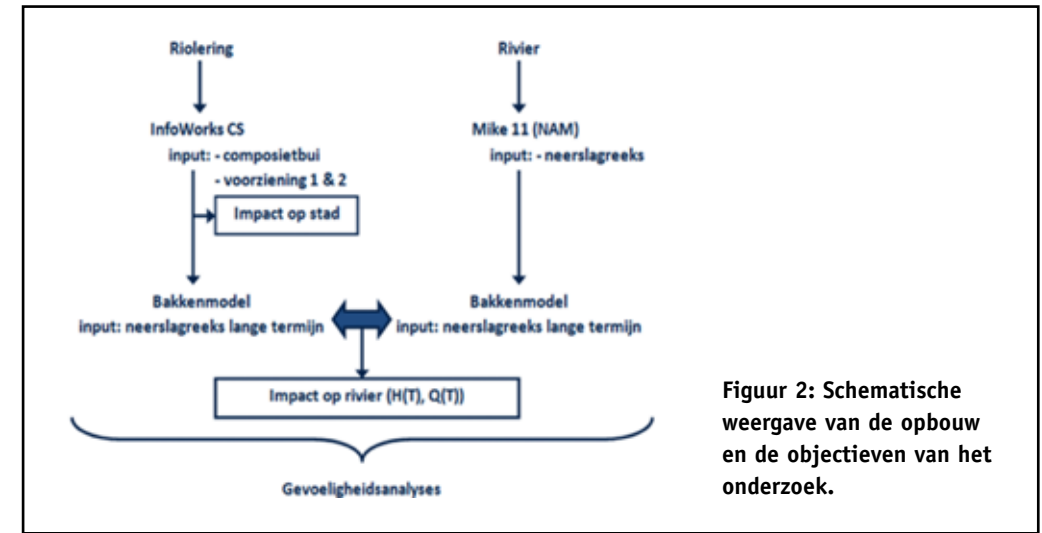 Riolering
Rivier
InfoWorks CS
input: - composietbui
- voorziening 1 & 2
Mike 11 (NAM)
input: - neerslagreeks
Impact op stad
Bakkenmodel
input: neerslagreeks lange termijn
Bakkenmodel
input: neerslagreeks lange termijn
Impact op rivier (H(T), Q(T))
Gevoeligheidsanalyses
Figuur 2: Schematische
weergave van de opbouw
en de objectieven van het
onderzoek.